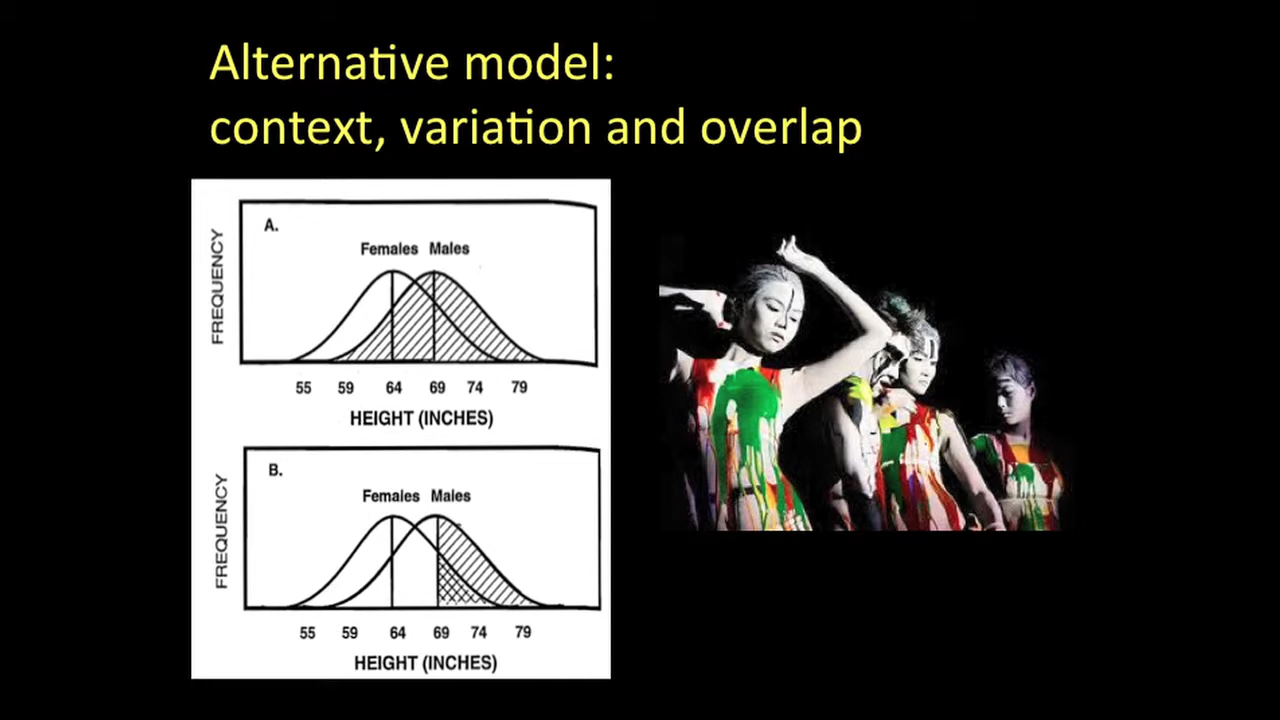 Alternative model:
context, variation and overlap
A.
Females Males
FREQUENCY
55 59 64 69 74 79
HEIGHT (INCHES)
B.
Females Males
FREQUENCY
55 59 64 69 74 79
HEIGHT (INCHES)